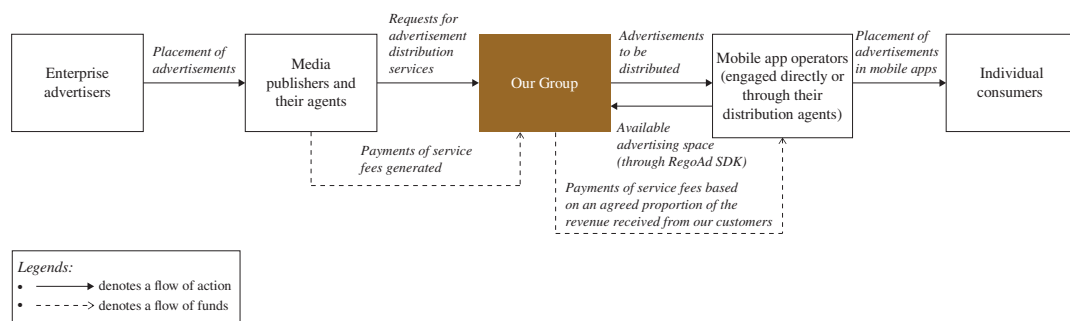 Enterprise
advertisers
Placement of
advertisements
Media
publishers and
their agents
Requests for
advertisement
distribution
services
Our Group
Advertisements
to be
distributed
Available
advertising space
(through RegoAd SDK)
Mobile app operators
(engaged directly or
through their
distribution agents)
Placement of
advertisements
in mobile apps
Individual
consumers
Payments of service
fees generated
Payments of service fees based
on an agreed proportion of the
revenue received from our customers
Legends:
• denotes a flow of action
• denotes a flow of funds